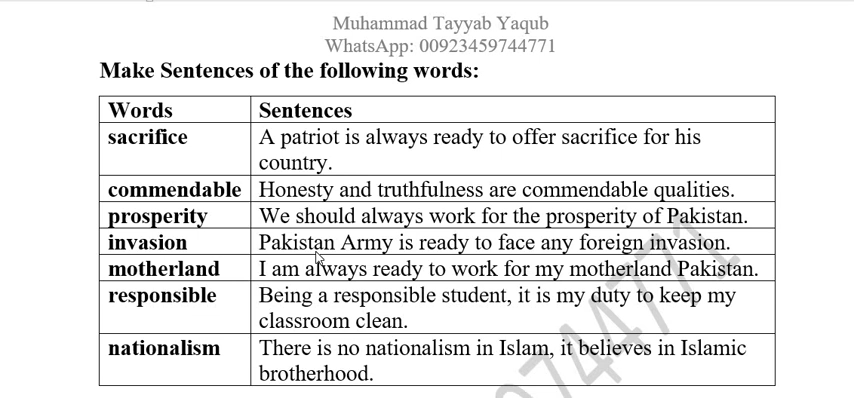 Muhammad Tayyab Yaqub
WhatsApp: 00923459744771
Make Sentences of the following words:
Words Sentences
sacrifice A patriot is always ready to offer sacrifice for his
country.
commendable Honesty and truthfulness are commendable qualities.
prosperity We should always work for the prosperity of Pakistan.
invasion Pakistan Army is ready to face any foreign invasion.
motherland I am always ready to work for my motherland Pakistan.
responsible Being a responsible student, it is my duty to keep my
classroom clean.
nationalism There is no nationalism in Islam, it believes in Islamic
brotherhood.
9744771